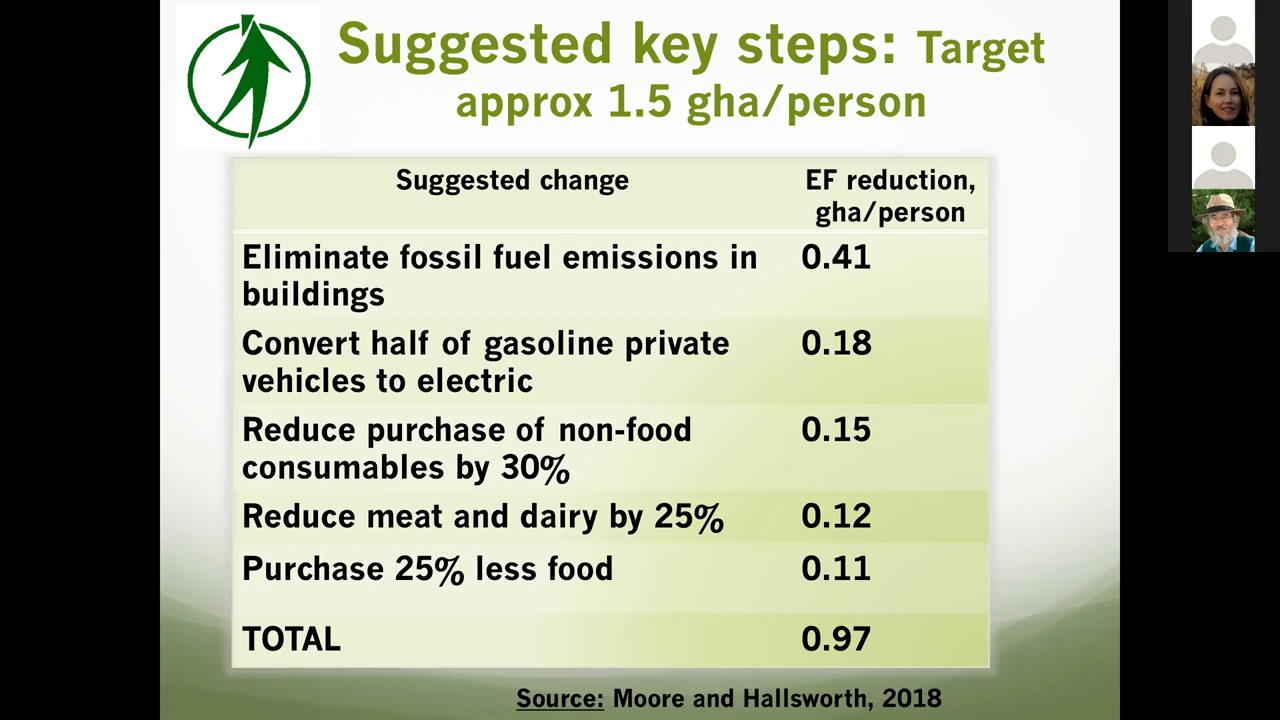 Suggested key steps: Target
approx 1.5 gha/person
Suggested change
EF reduction,
gha/person
Eliminate fossil fuel emissions in
buildings
0.41
Convert half of gasoline private
vehicles to electric
0.18
Reduce purchase of non-food
consumables by 30%
0.15
Reduce meat and dairy by 25%
0.12
Purchase 25% less food
0.11
TOTAL
0.97
Source: Moore and Hallsworth, 2018